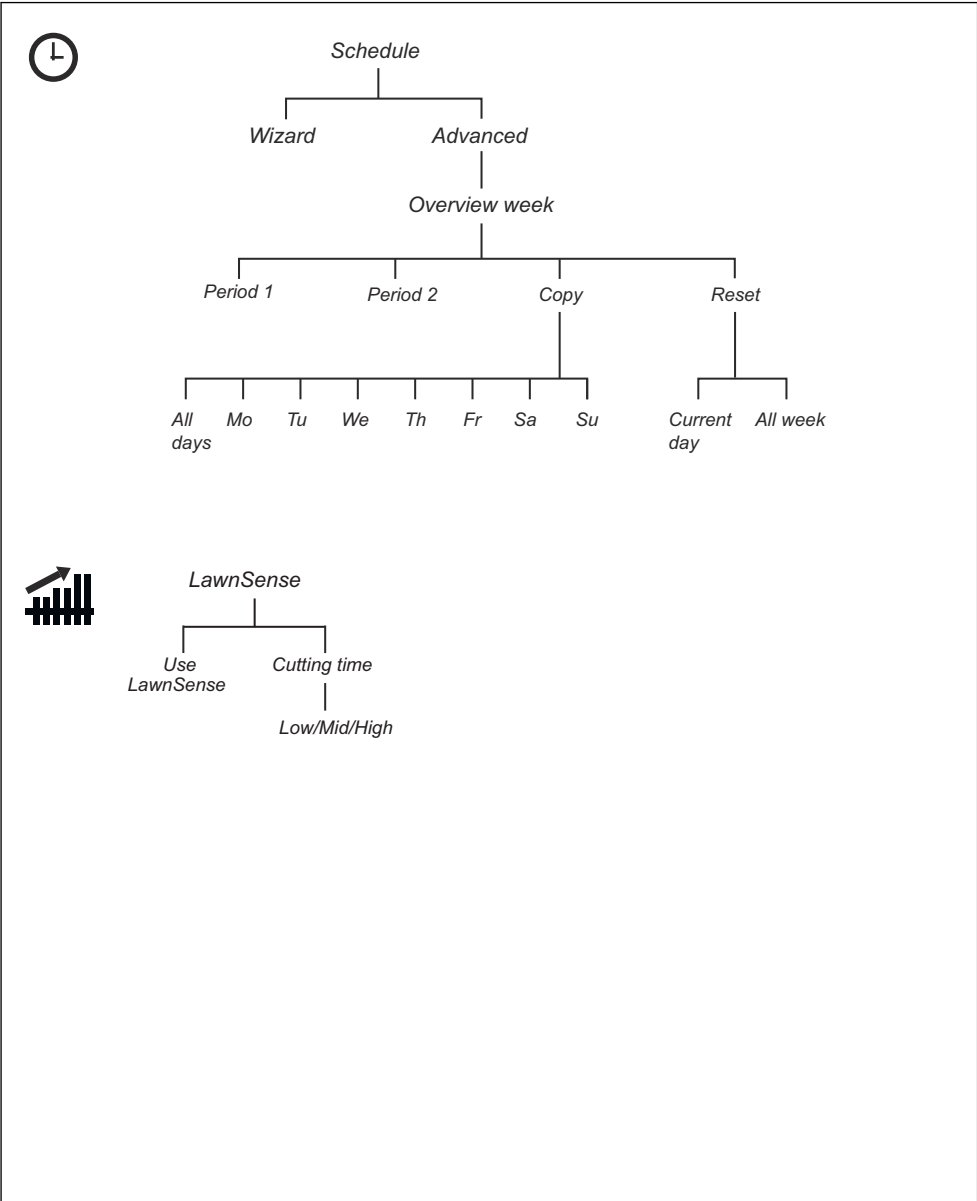 Schedule
Wizard Advanced
Overview week
Period 1 Period 2 Copy Reset
All Mo Tu We Th Fr Sa Su Current All week
days day
LawnSense
Use Cutting time
LawnSense
Low/Mid/High